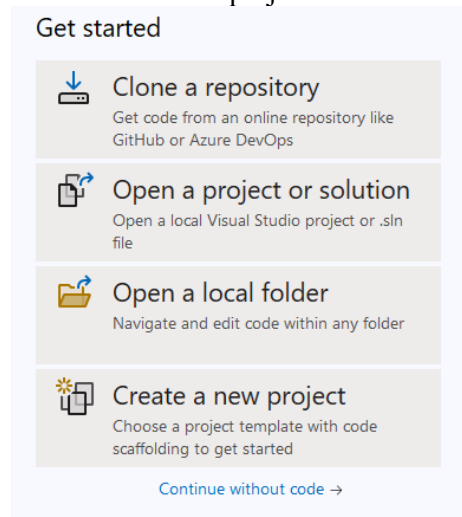 Get started
Clone a repository
Get code from an online repository like
GitHub or Azure DevOps
Open a project or solution
Open a local Visual Studio project or .sln
file
Open a local folder
Navigate and edit code within any folder
Create a new project
Choose a project template with code
scaffolding to get started
Continue without code →